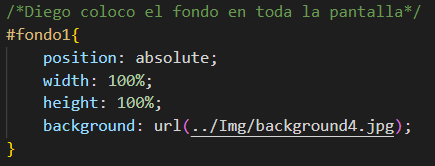 /*Diego coloco el fondo en toda la pantalla*/
#fondo1{
    position: absolute;
    width: 100%;
    height: 100%;
    background: url(../Img/background4.jpg);
}